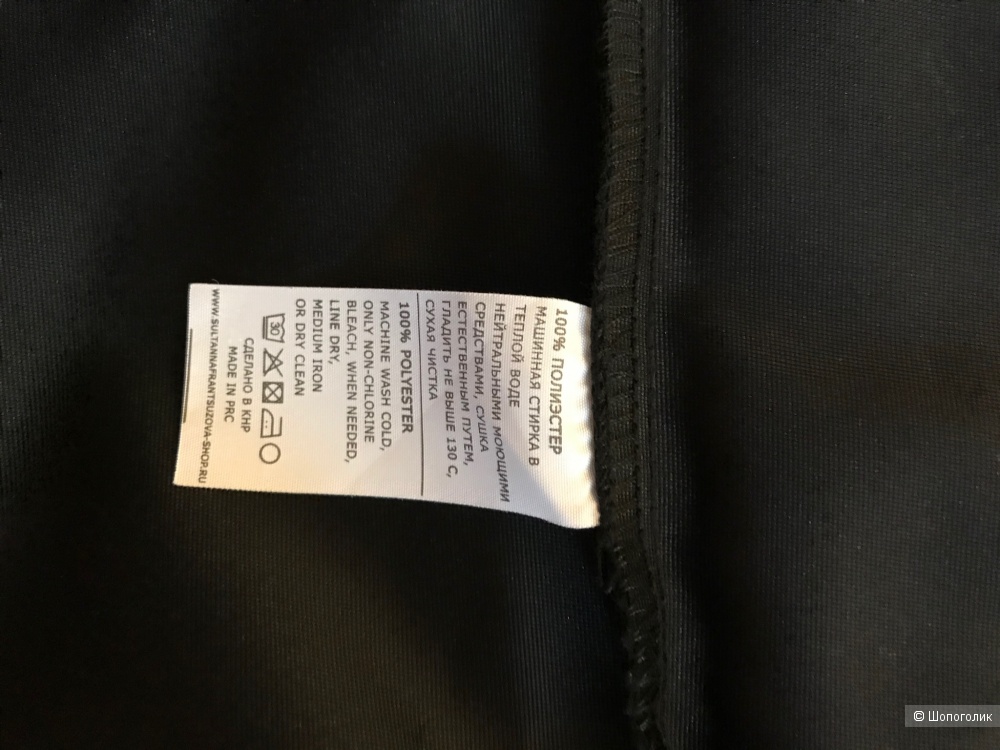 100% ПОЛИЭСТЕР
МАШИННАЯ СТИРКА В
ТЕПЛОЙ ВОДЕ
НЕЙТРАЛЬНЫМИ МОЮЩИМИ
СРЕДСТВАМИ, СУШКА
ЕСТЕСТВЕННЫМ ПУТЕМ,
ГЛАДИТЬ НЕ ВЫШЕ 130 С,
СУХАЯ ЧИСТКА
100% POLYESTER
MACHINE WASH COLD,
ONLY NON-CHLORINE
BLEACH, WHEN NEEDED,
LINE DRY,
MEDIUM IRON
OR DRY CLEAN
30
СДЕЛАНО В КНР
MADE IN PRC
WWW.SULTANNAFRANTSUZOVA-SHOP.RU
© Шопоголик